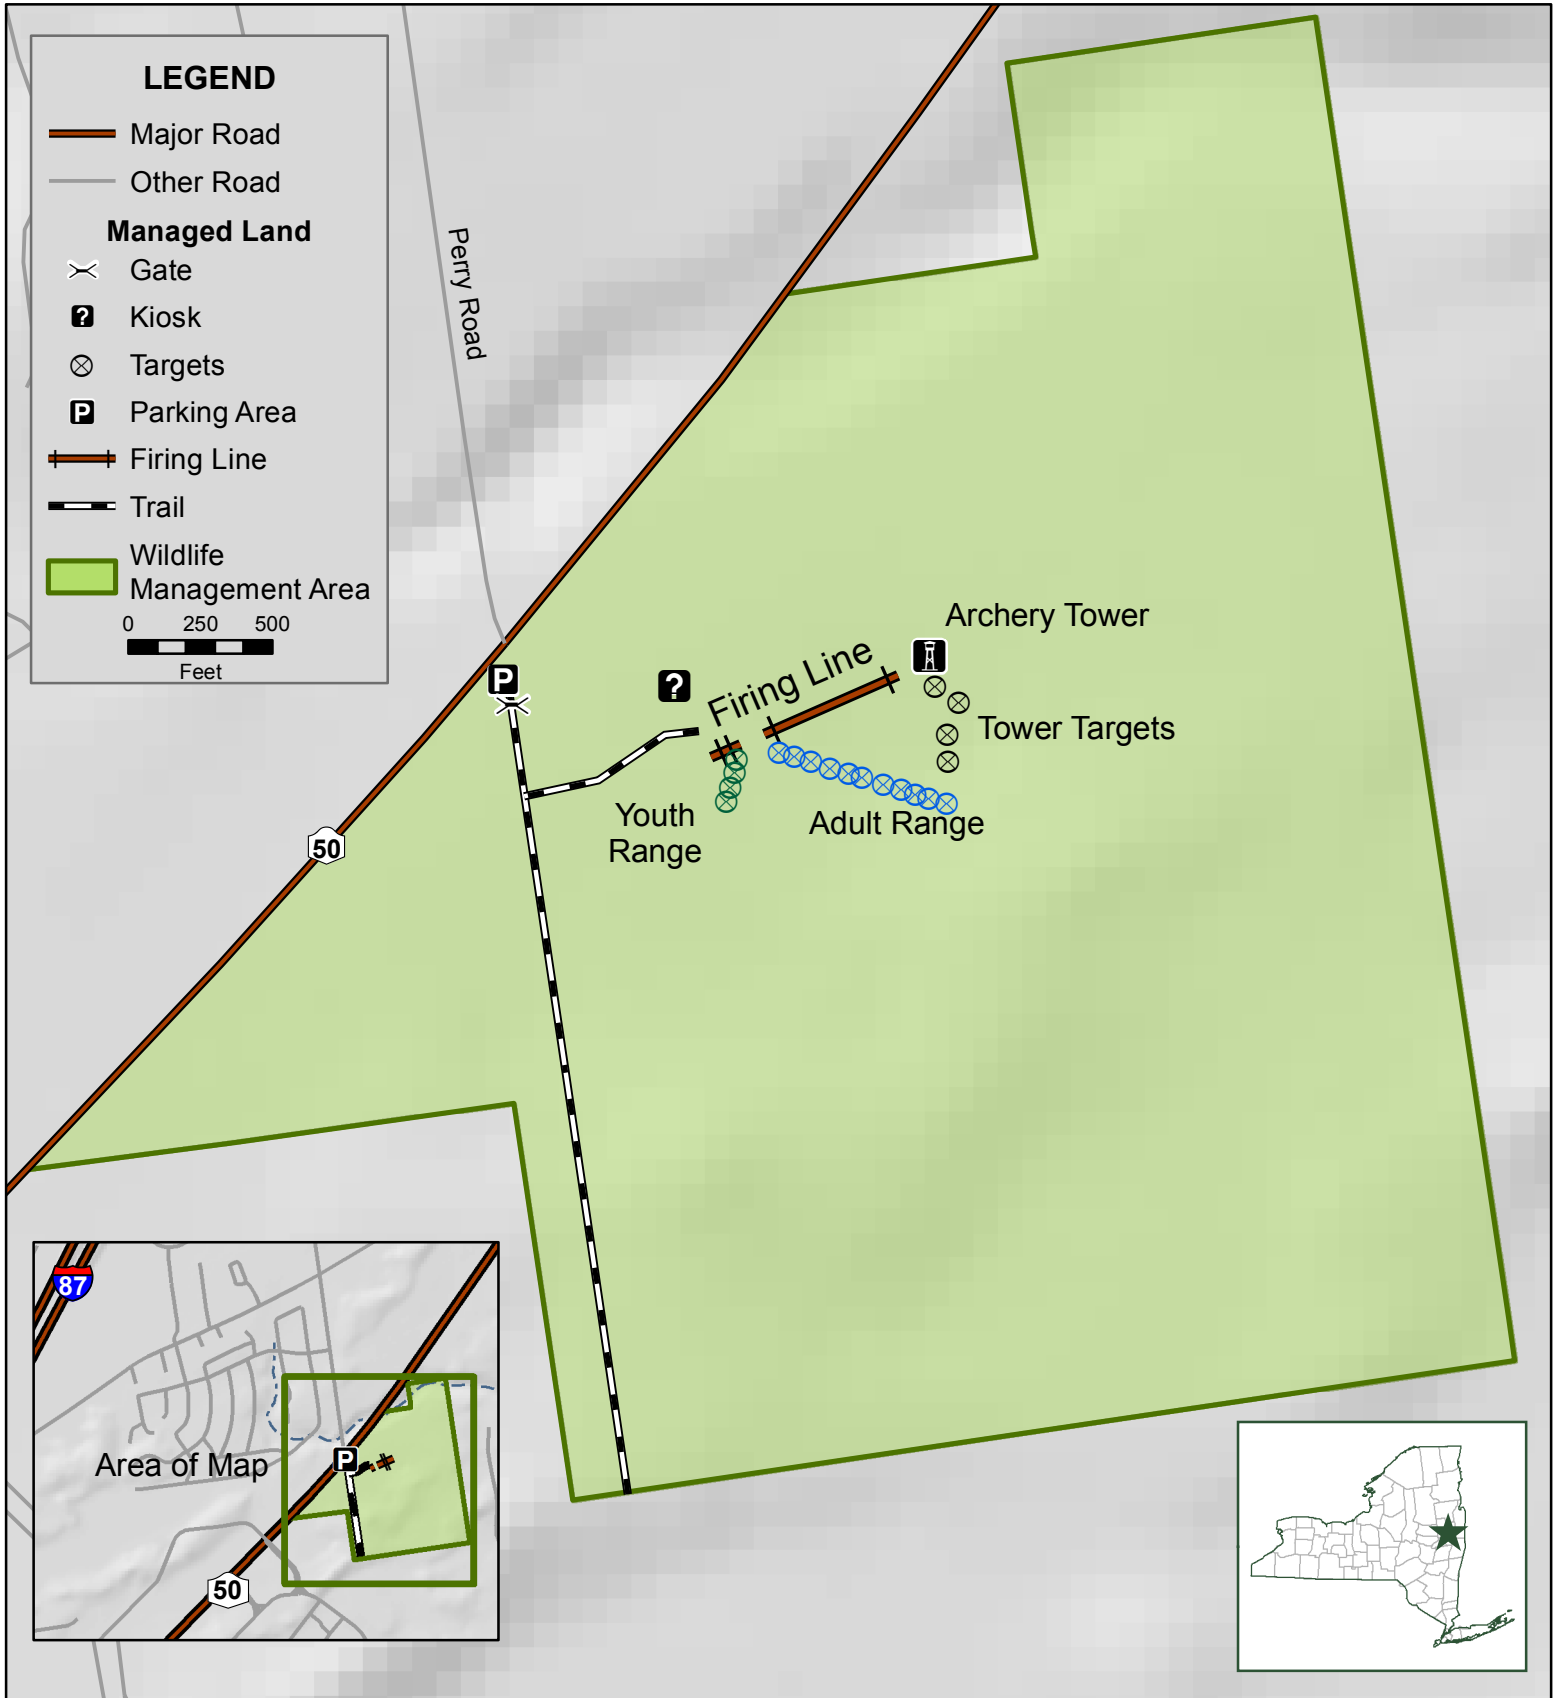 LEGEND
Major Road
Other Road
Managed Land
Gate
? Kiosk
Targets
P Parking Area
Firing Line
Trail
Wildlife
Management Area
0 250 500
Feet
Perry Road
Archery Tower
P
?
Firing Line
Tower Targets
Youth
Range
Adult Range
50
87
Area of Map
P
50